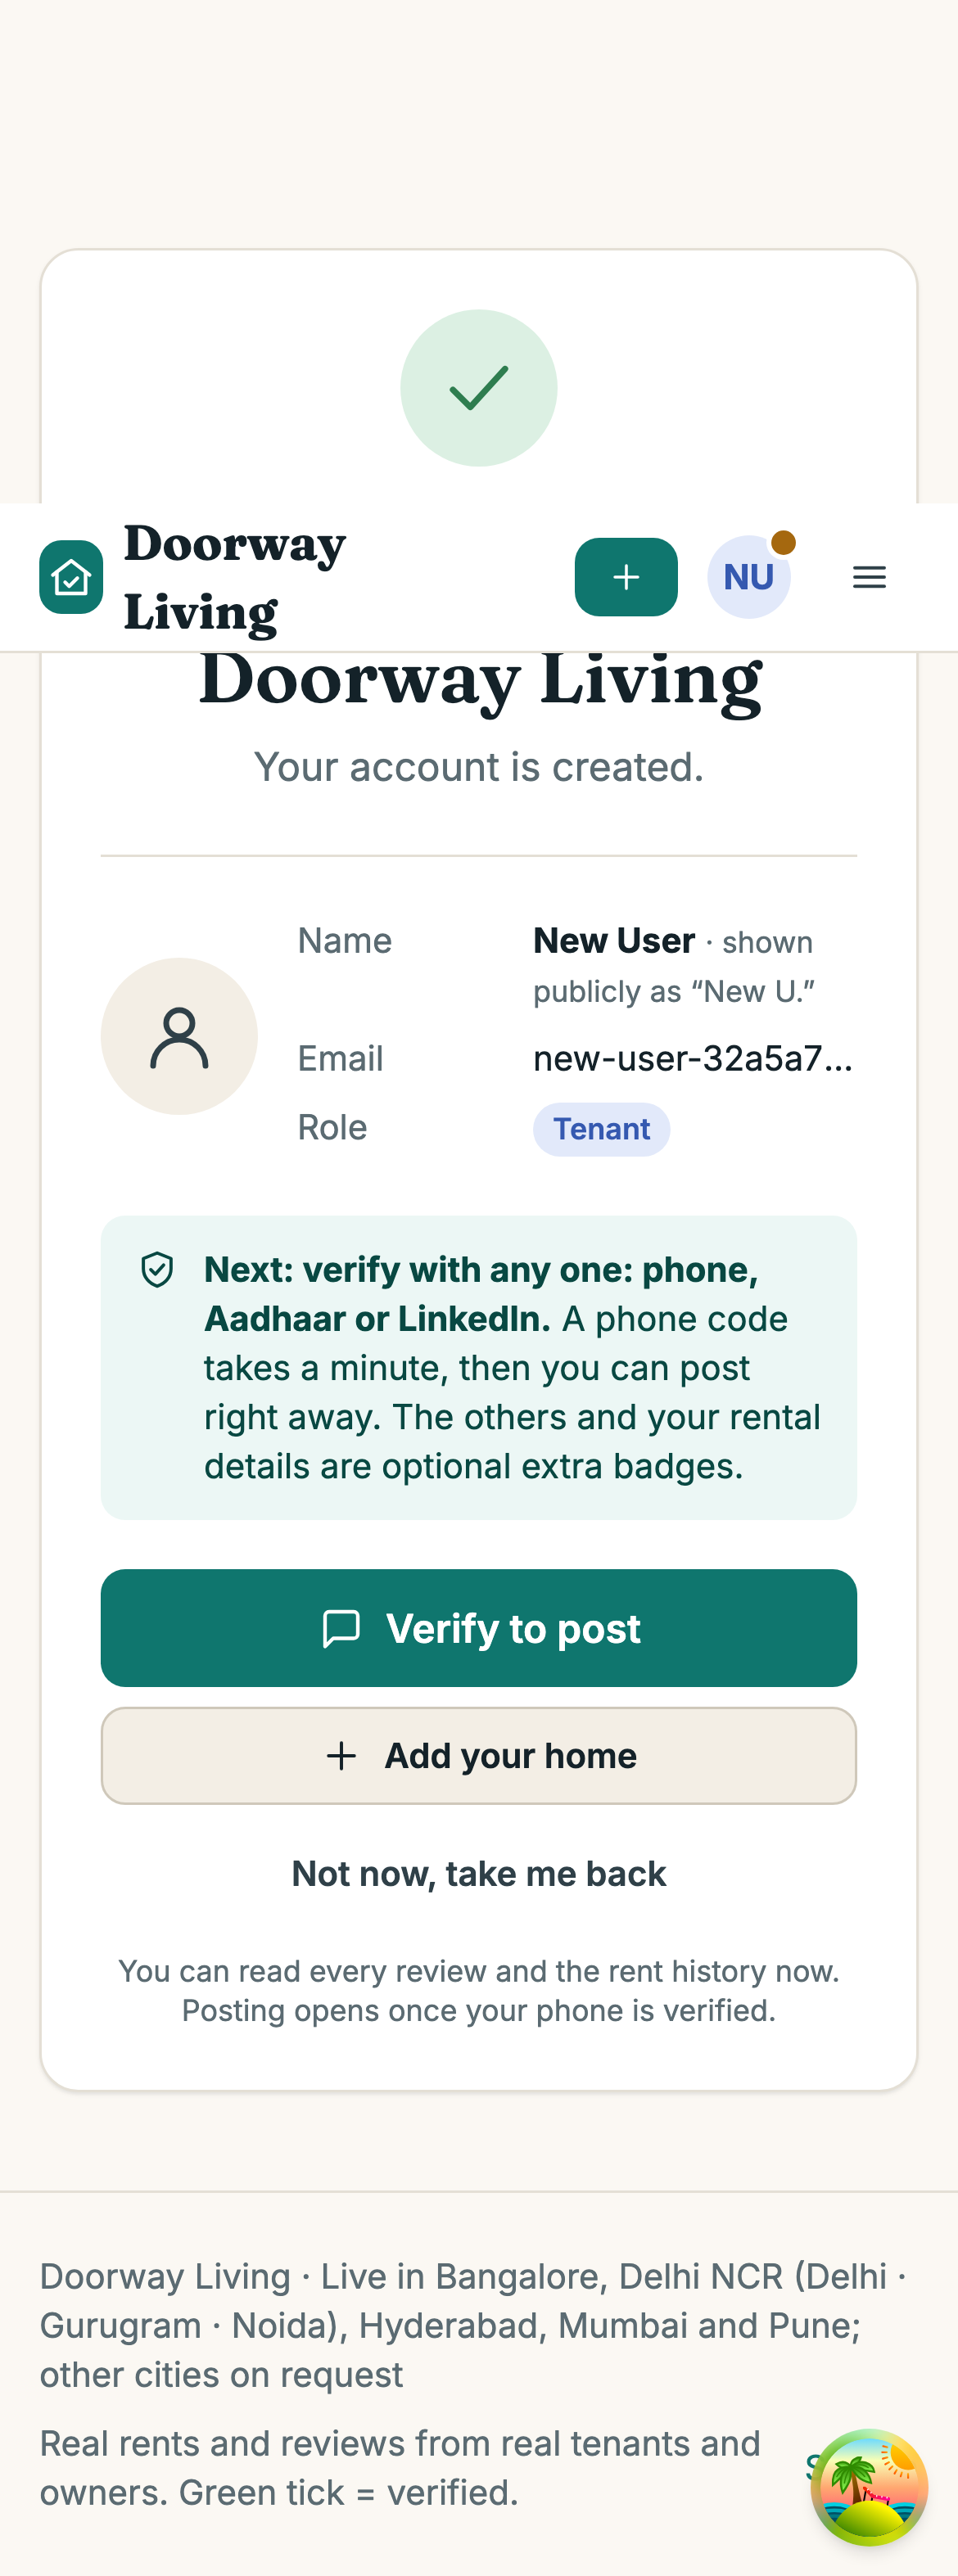 Doorway
Living
NU
Doorway Living
Your account is created.
Name
New User · shown
publicly as “New U.”
Email
new-user-32a5a7...
Role
Tenant
Next: verify with any one: phone,
Aadhaar or LinkedIn. A phone code
takes a minute, then you can post
right away. The others and your rental
details are optional extra badges.
Verify to post
Add your home
Not now, take me back
You can read every review and the rent history now.
Posting opens once your phone is verified.
Doorway Living · Live in Bangalore, Delhi NCR (Delhi ·
Gurugram · Noida), Hyderabad, Mumbai and Pune;
other cities on request
Real rents and reviews from real tenants and
owners. Green tick = verified.